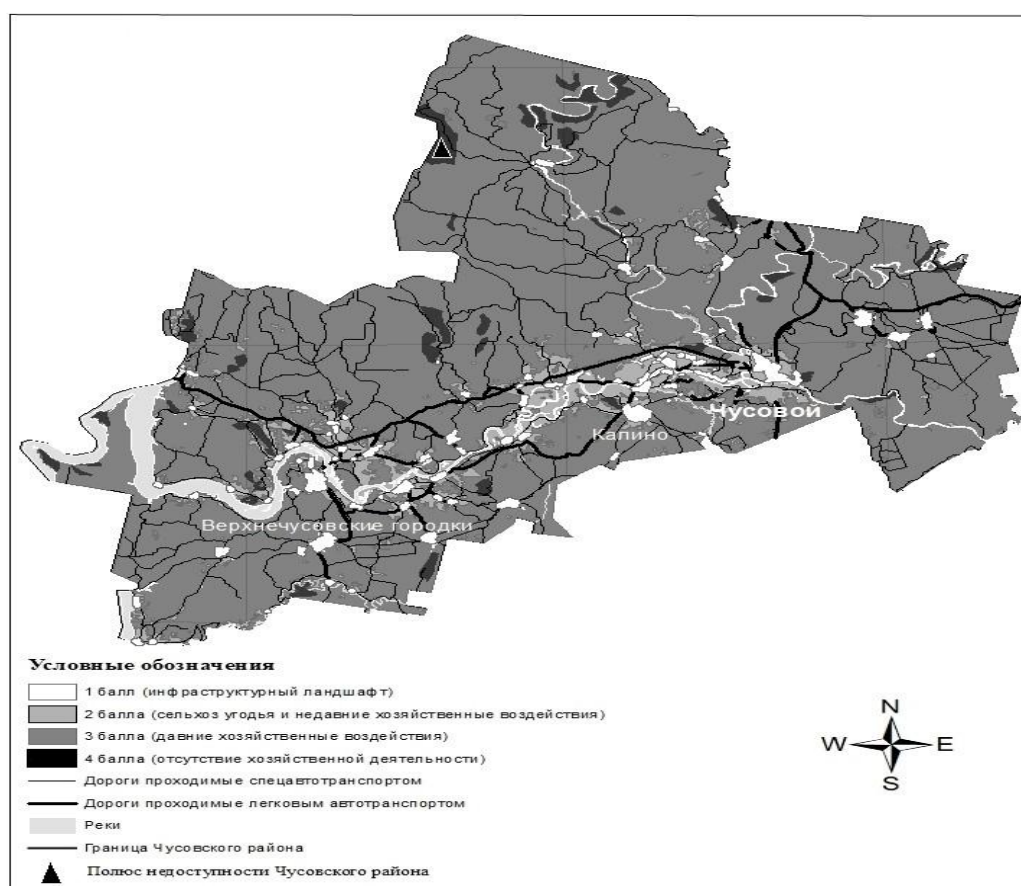 Чусовой
Калино
Верхнечусовские городки
Условные обозначения
1 балл (инфраструктурный ландшафт)
2 балла (сельхоз угодья и недавние хозяйственные воздействия)
3 балла (давние хозяйственные воздействия)
4 балла (отсутствие хозяйственной деятельности)
Дороги проходимые спецавтотранспортом
Дороги проходимые легковым автотранспортом
Реки
Граница Чусовского района
Полюс недоступности Чусовского района
N
W E
S